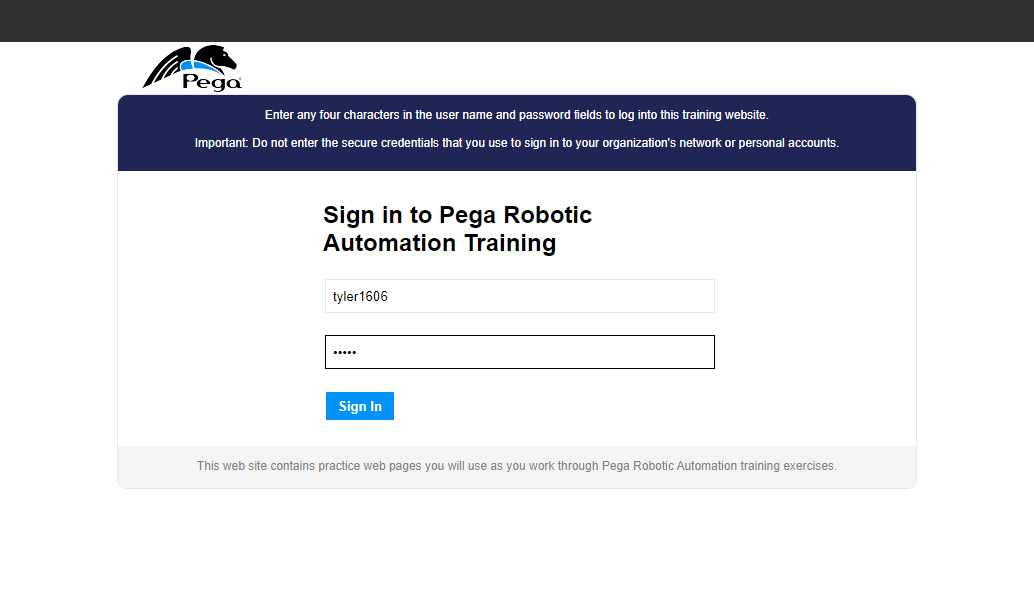 Pega
Enter any four characters in the user name and password fields to log into this training website.
Important: Do not enter the secure credentials that you use to sign in to your organization's network or personal accounts.
Sign in to Pega Robotic
Automation Training
tyler1606
•••••
Sign In
This web site contains practice web pages you will use as you work through Pega Robotic Automation training exercises.